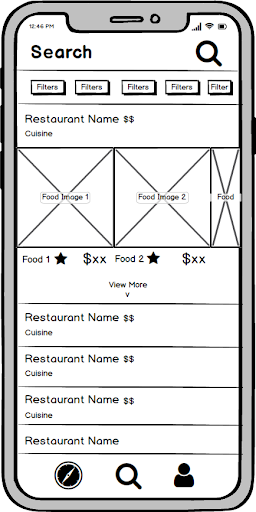 12:46 PM
Search
Filters Filters Filters Filters Filter
Restaurant Name $$
Cuisine
Food Image 1 Food Image 2 Food
Food 1 $xx Food 2 $xx
View More
v
Restaurant Name $$
Cuisine
Restaurant Name $$
Cuisine
Restaurant Name $$
Cuisine
Restaurant Name